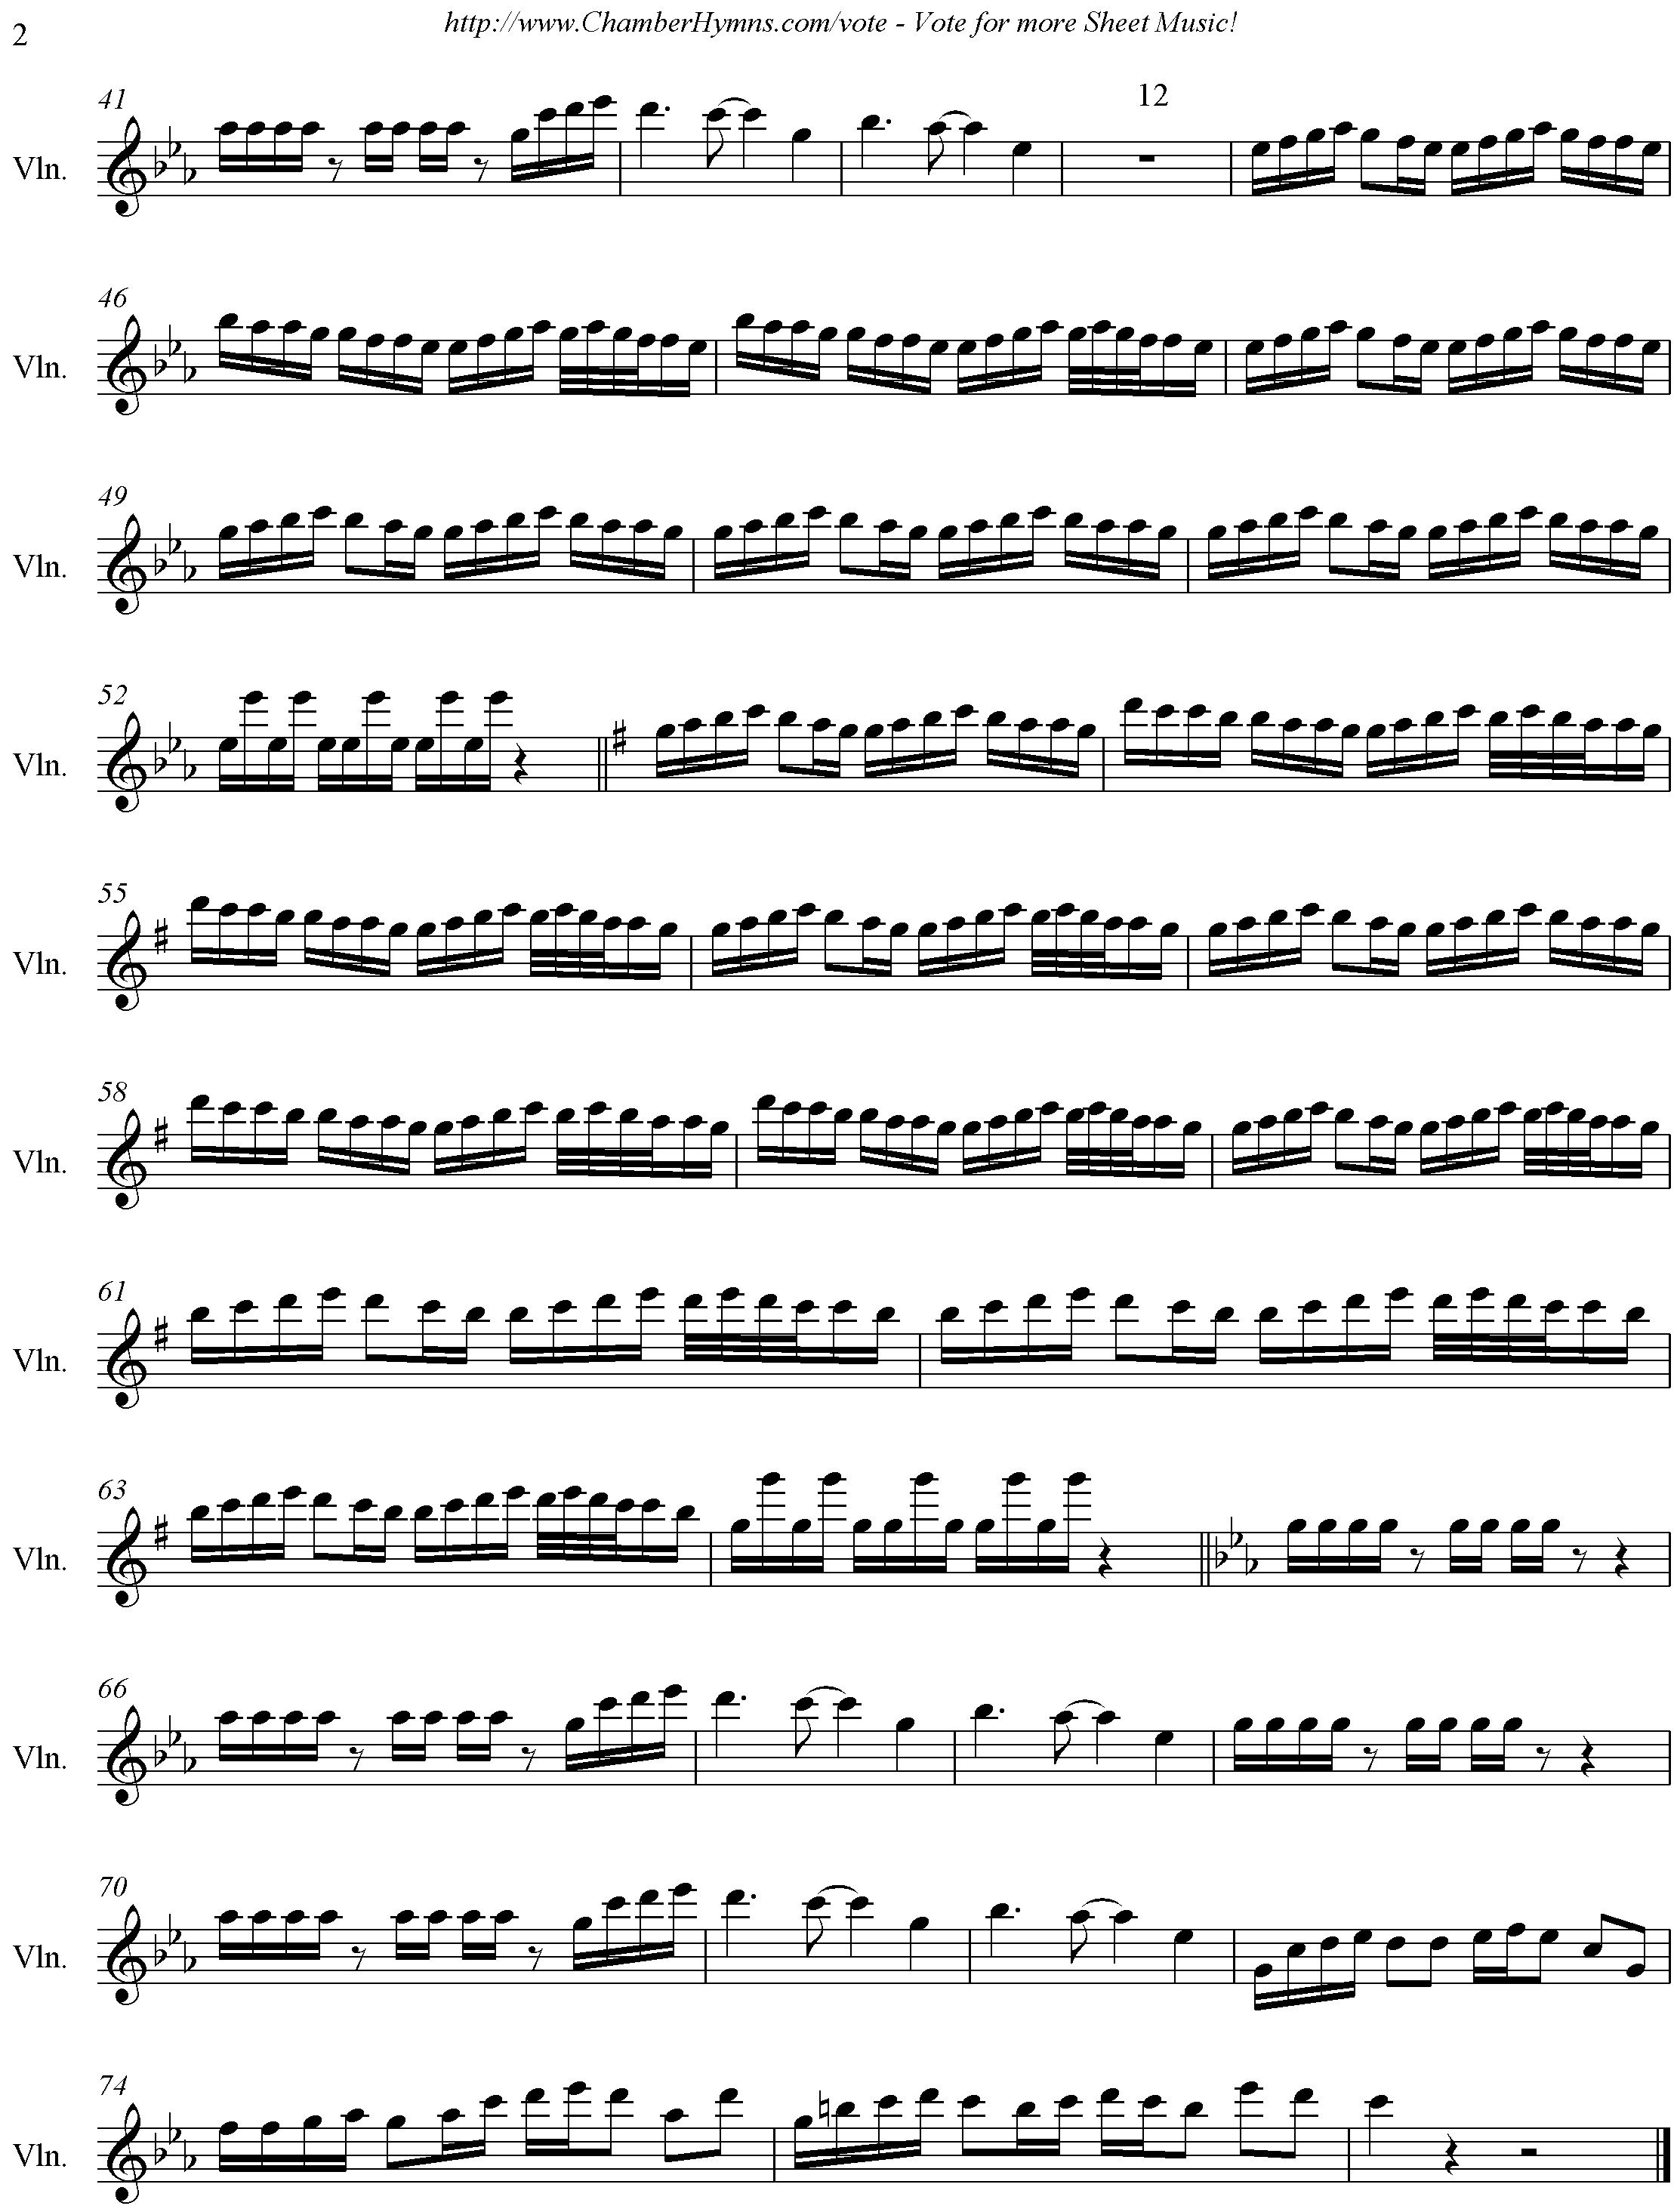 http://www.ChamberHymns.com/vote - Vote for more Sheet Music!
2
41
12
Vln.
46
Vln.
49
Vln.
52
Vln.
55
Vln.
58
Vln.
61
Vln.
63
Vln.
66
Vln.
70
Vln.
74
Vln.